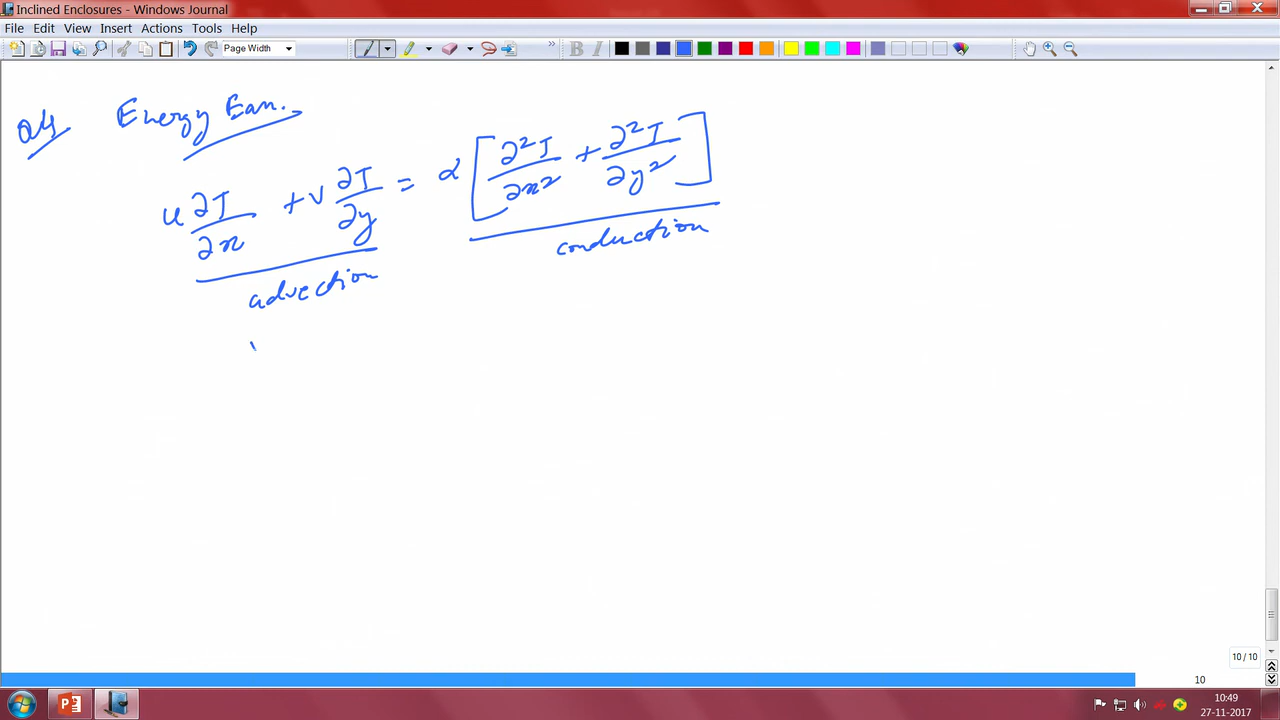 Inclined Enclosures - Windows Journal
File Edit View Insert Actions Tools Help
Page Width
B I
Q4 Energy Eqn.
u ∂T/∂x + v ∂T/∂y = α [∂²T/∂x² + ∂²T/∂y²]
conduction
advection
10 / 10
10
10:49
27-11-2017